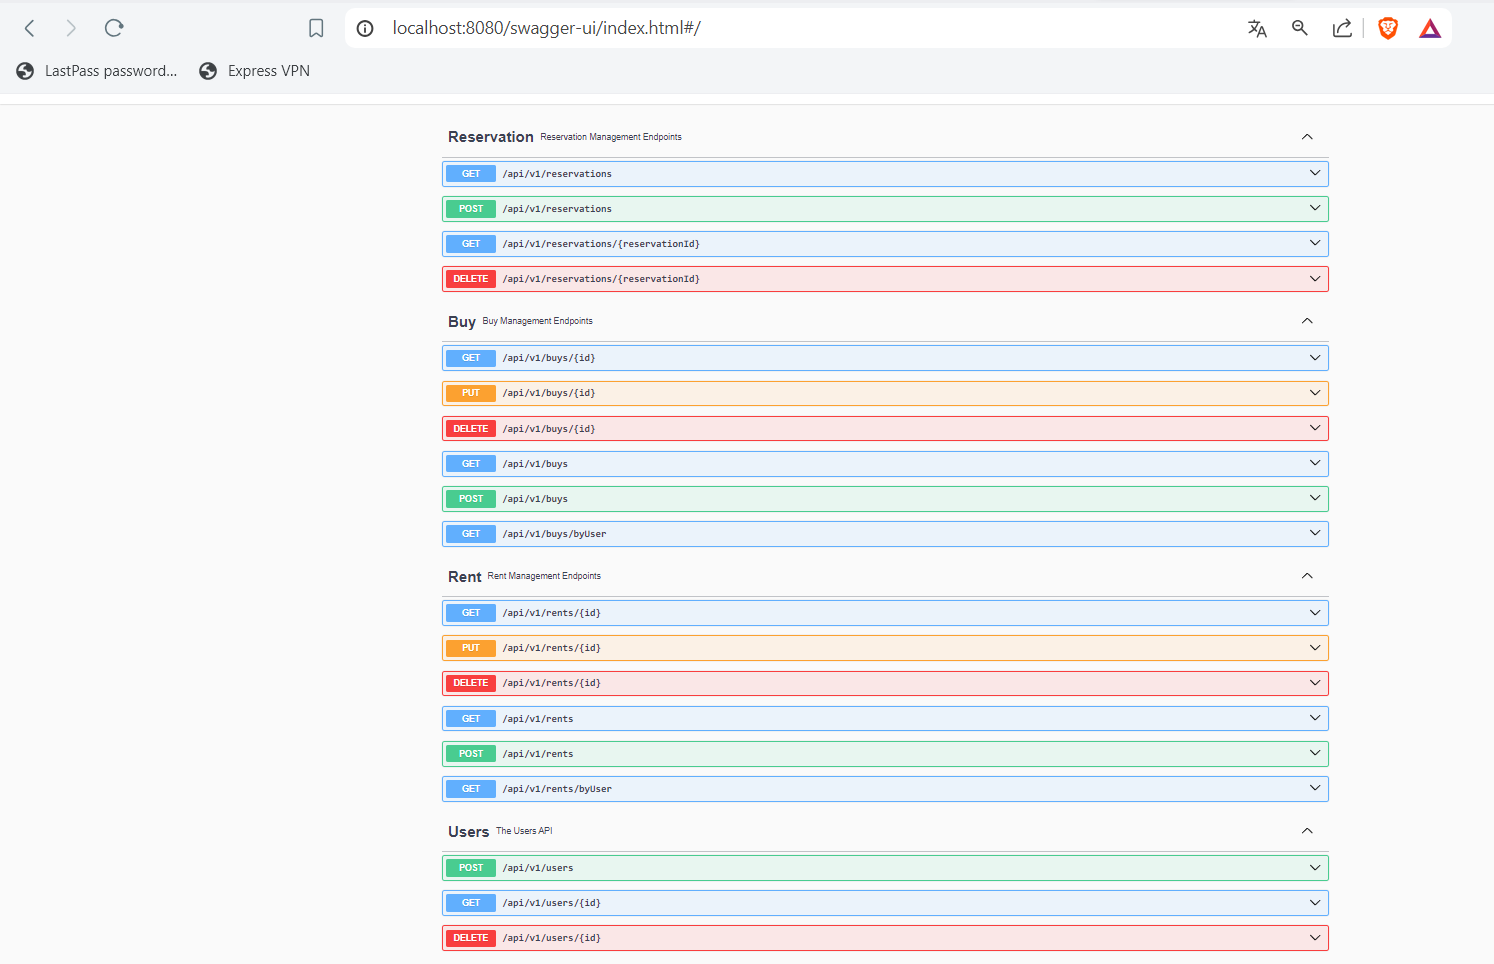 localhost:8080/swagger-ui/index.html#/
LastPass password... Express VPN
Reservation Reservation Management Endpoints
GET /api/v1/reservations
POST /api/v1/reservations
GET /api/v1/reservations/{reservationId}
DELETE /api/v1/reservations/{reservationId}
Buy Buy Management Endpoints
GET /api/v1/buys/{id}
PUT /api/v1/buys/{id}
DELETE /api/v1/buys/{id}
GET /api/v1/buys
POST /api/v1/buys
GET /api/v1/buys/byUser
Rent Rent Management Endpoints
GET /api/v1/rents/{id}
PUT /api/v1/rents/{id}
DELETE /api/v1/rents/{id}
GET /api/v1/rents
POST /api/v1/rents
GET /api/v1/rents/byUser
Users The Users API
POST /api/v1/users
GET /api/v1/users/{id}
DELETE /api/v1/users/{id}